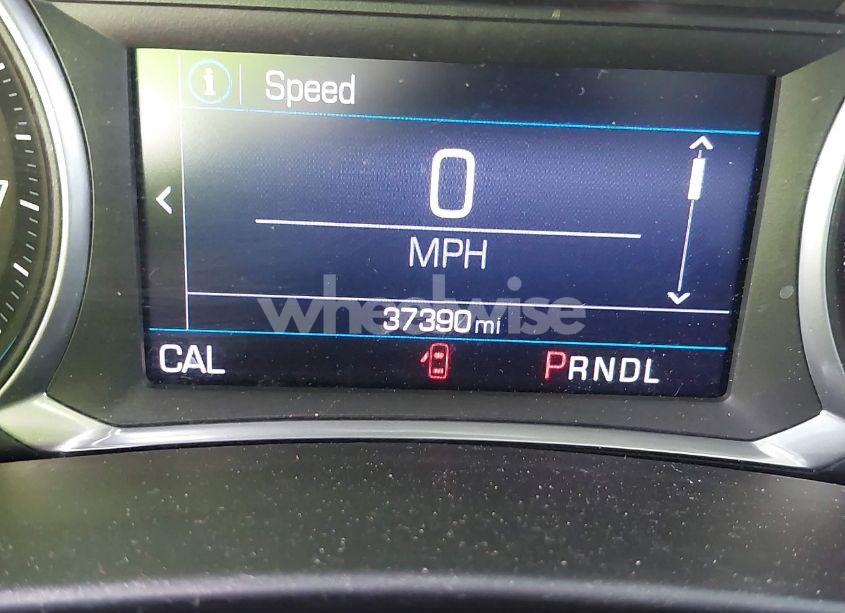 Speed
0
MPH
wheelwise
37390 mi
CAL
PRNDL